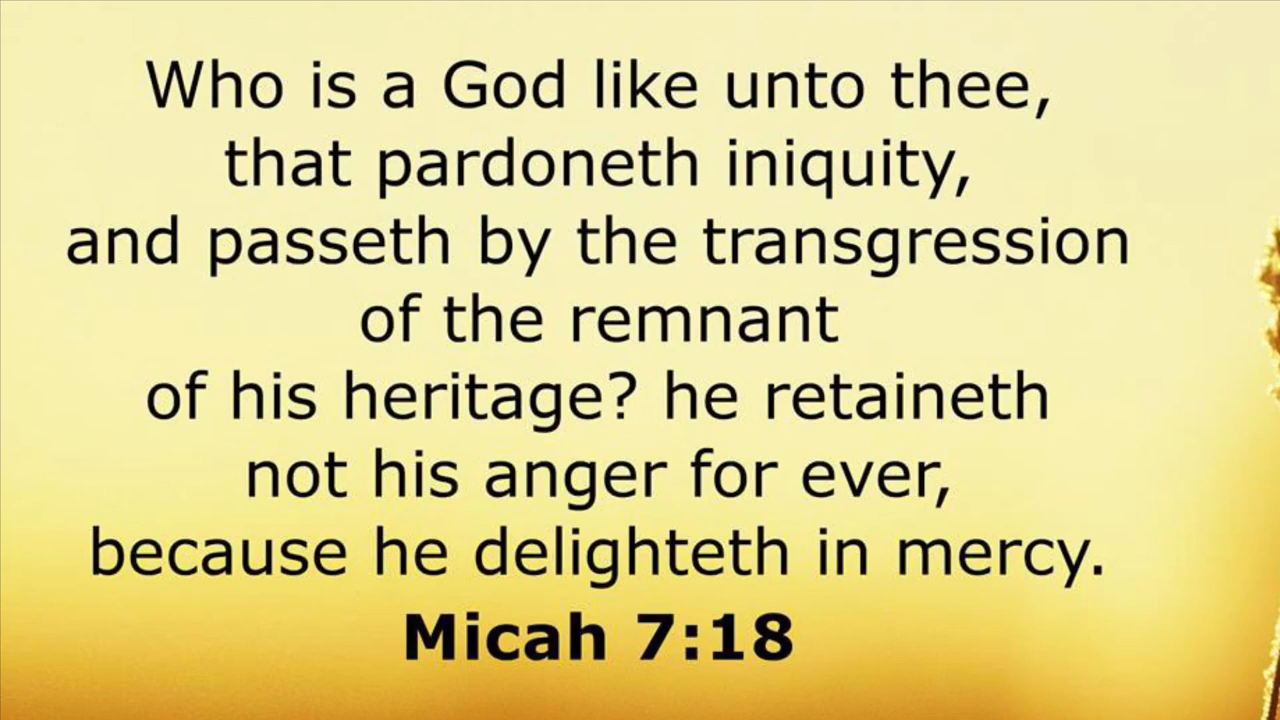 Who is a God like unto thee,
that pardoneth iniquity,
and passeth by the transgression
of the remnant
of his heritage? he retaineth
not his anger for ever,
because he delighteth in mercy.
Micah 7:18